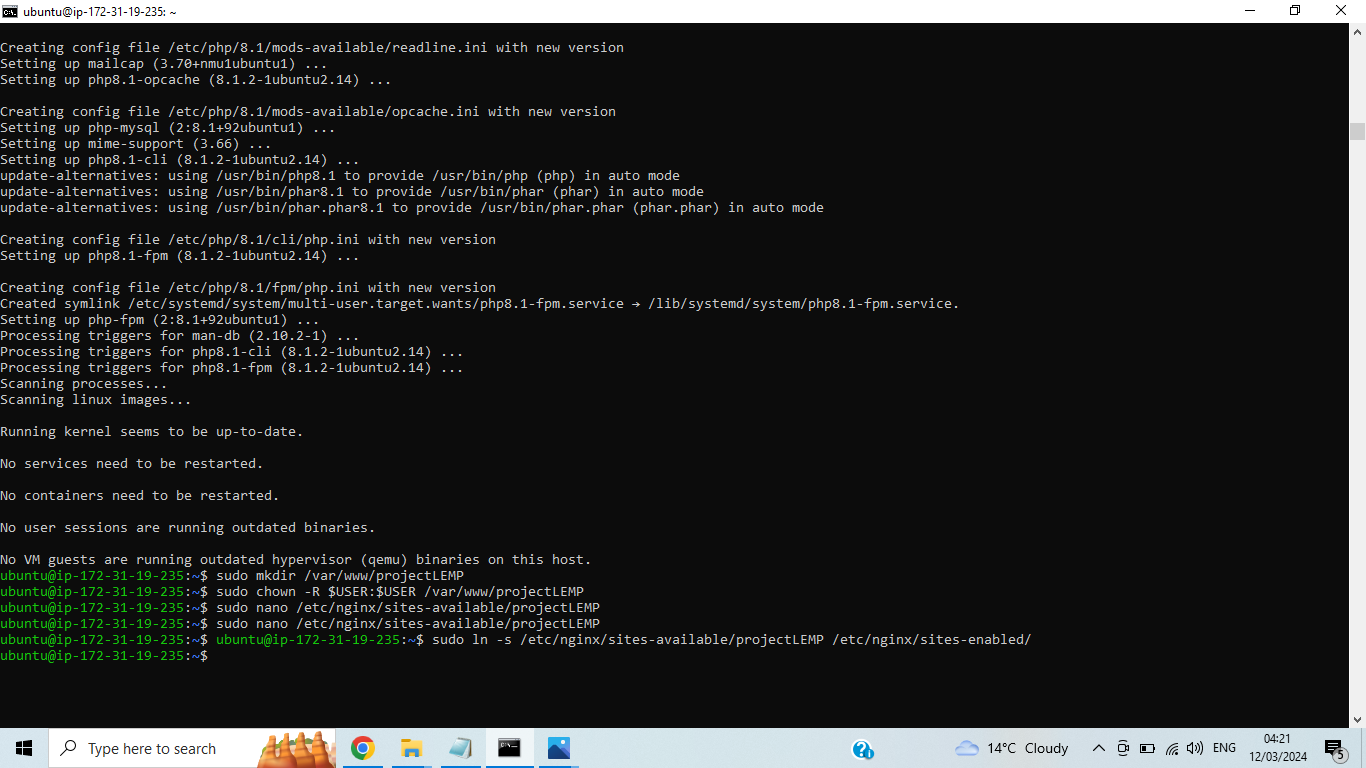 ubuntu@ip-172-31-19-235: ~
Creating config file /etc/php/8.1/mods-available/readline.ini with new version
Setting up mailcap (3.70+nmu1ubuntu1) ...
Setting up php8.1-opcache (8.1.2-1ubuntu2.14) ...
Creating config file /etc/php/8.1/mods-available/opcache.ini with new version
Setting up php-mysql (2:8.1+92ubuntu1) ...
Setting up mime-support (3.66) ...
Setting up php8.1-cli (8.1.2-1ubuntu2.14) ...
update-alternatives: using /usr/bin/php8.1 to provide /usr/bin/php (php) in auto mode
update-alternatives: using /usr/bin/phar8.1 to provide /usr/bin/phar (phar) in auto mode
update-alternatives: using /usr/bin/phar.phar8.1 to provide /usr/bin/phar.phar (phar.phar) in auto mode
Creating config file /etc/php/8.1/cli/php.ini with new version
Setting up php8.1-fpm (8.1.2-1ubuntu2.14) ...
Creating config file /etc/php/8.1/fpm/php.ini with new version
Created symlink /etc/systemd/system/multi-user.target.wants/php8.1-fpm.service → /lib/systemd/system/php8.1-fpm.service.
Setting up php-fpm (2:8.1+92ubuntu1) ...
Processing triggers for man-db (2.10.2-1) ...
Processing triggers for php8.1-cli (8.1.2-1ubuntu2.14) ...
Processing triggers for php8.1-fpm (8.1.2-1ubuntu2.14) ...
Scanning processes...
Scanning linux images...
Running kernel seems to be up-to-date.
No services need to be restarted.
No containers need to be restarted.
No user sessions are running outdated binaries.
No VM guests are running outdated hypervisor (qemu) binaries on this host.
ubuntu@ip-172-31-19-235:~$ sudo mkdir /var/www/projectLEMP
ubuntu@ip-172-31-19-235:~$ sudo chown -R $USER:$USER /var/www/projectLEMP
ubuntu@ip-172-31-19-235:~$ sudo nano /etc/nginx/sites-available/projectLEMP
ubuntu@ip-172-31-19-235:~$ sudo nano /etc/nginx/sites-available/projectLEMP
ubuntu@ip-172-31-19-235:~$ ubuntu@ip-172-31-19-235:~$ sudo ln -s /etc/nginx/sites-available/projectLEMP /etc/nginx/sites-enabled/
ubuntu@ip-172-31-19-235:~$
Type here to search
14°C Cloudy
ENG
04:21
12/03/2024
5